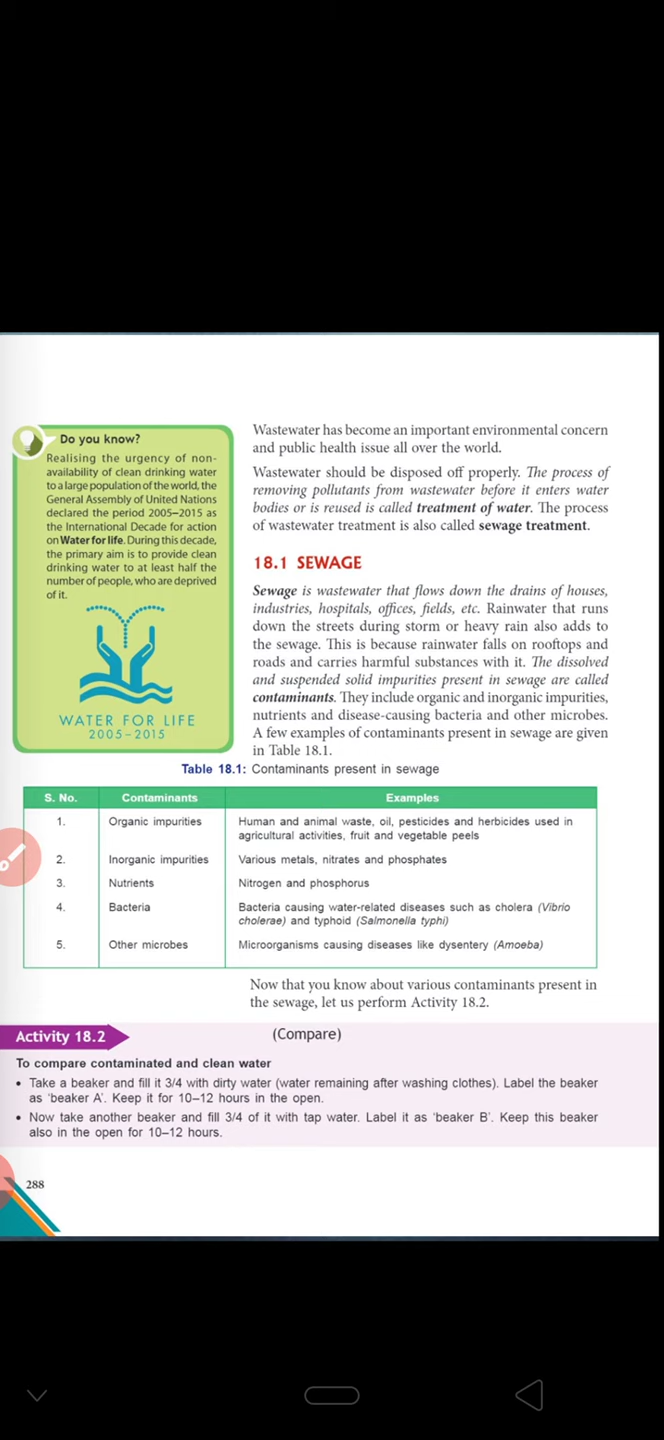 Do you know?
Realising the urgency of non-
availability of clean drinking water
to a large population of the world, the
General Assembly of United Nations
declared the period 2005–2015 as
the International Decade for action
on Water for life. During this decade,
the primary aim is to provide clean
drinking water to at least half the
number of people, who are deprived
of it.
WATER FOR LIFE
2005–2015
Wastewater has become an important environmental concern
and public health issue all over the world.
Wastewater should be disposed off properly. The process of
removing pollutants from wastewater before it enters water
bodies or is reused is called treatment of water. The process
of wastewater treatment is also called sewage treatment.
18.1 SEWAGE
Sewage is wastewater that flows down the drains of houses,
industries, hospitals, offices, fields, etc. Rainwater that runs
down the streets during storm or heavy rain also adds to
the sewage. This is because rainwater falls on rooftops and
roads and carries harmful substances with it. The dissolved
and suspended solid impurities present in sewage are called
contaminants. They include organic and inorganic impurities,
nutrients and disease-causing bacteria and other microbes.
A few examples of contaminants present in sewage are given
in Table 18.1.
Table 18.1: Contaminants present in sewage
S. No. Contaminants Examples
1. Organic impurities Human and animal waste, oil, pesticides and herbicides used in
agricultural activities, fruit and vegetable peels
2. Inorganic impurities Various metals, nitrates and phosphates
3. Nutrients Nitrogen and phosphorus
4. Bacteria Bacteria causing water-related diseases such as cholera (Vibrio
cholerae) and typhoid (Salmonella typhi)
5. Other microbes Microorganisms causing diseases like dysentery (Amoeba)
Now that you know about various contaminants present in
the sewage, let us perform Activity 18.2.
Activity 18.2 (Compare)
To compare contaminated and clean water
• Take a beaker and fill it 3/4 with dirty water (water remaining after washing clothes). Label the beaker
as ‘beaker A’. Keep it for 10–12 hours in the open.
• Now take another beaker and fill 3/4 of it with tap water. Label it as ‘beaker B’. Keep this beaker
also in the open for 10–12 hours.
288